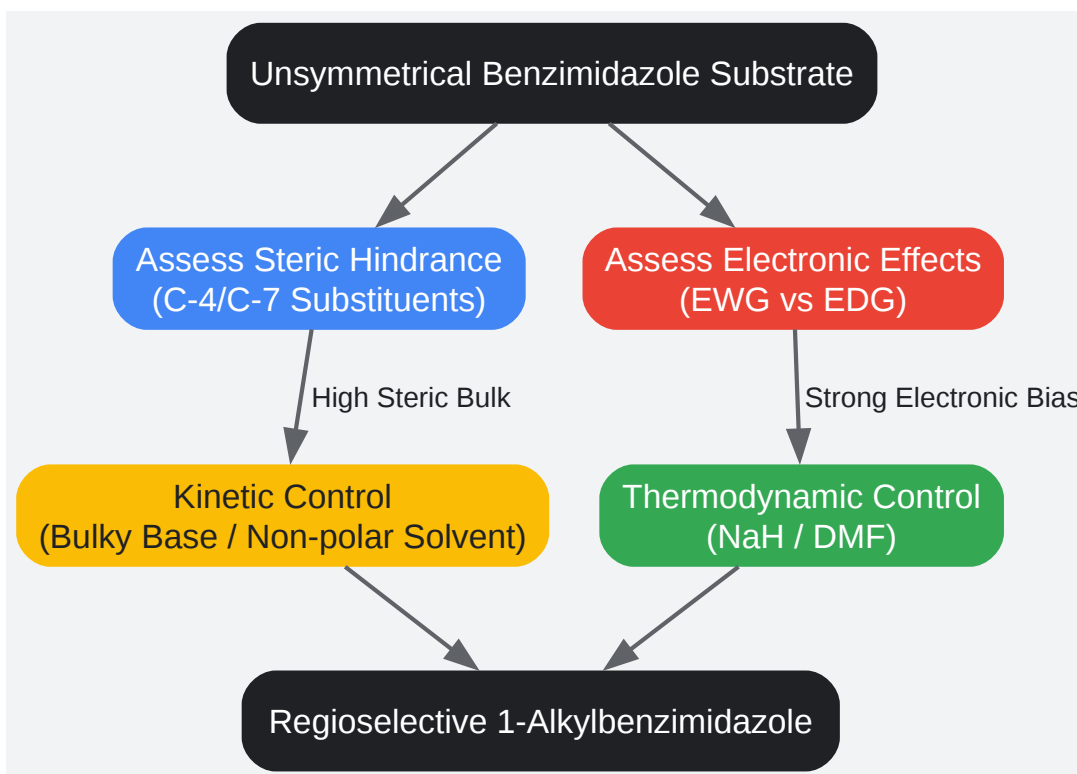 Unsymmetrical Benzimidazole Substrate
Assess Steric Hindrance
(C-4/C-7 Substituents)
Assess Electronic Effects
(EWG vs EDG)
High Steric Bulk
Strong Electronic Bias
Kinetic Control
(Bulky Base / Non-polar Solvent)
Thermodynamic Control
(NaH / DMF)
Regioselective 1-Alkylbenzimidazole